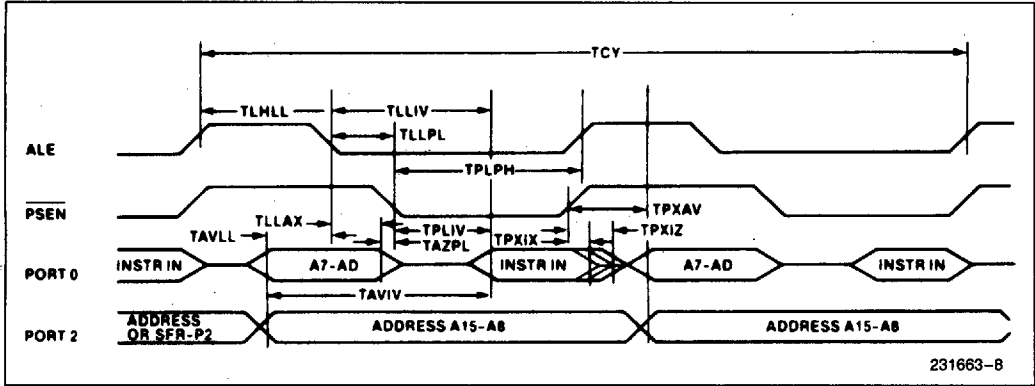 TCY
TLHLL
TLLIV
TLLPL
ALE
TPLPH
PSEN
TLLAX
TPXAV
TAVLL
TPLIV
TPXIX
TPXIZ
TAZPL
PORT 0
INSTR IN
A7-AD
INSTR IN
A7-AD
INSTR IN
TAVIV
PORT 2
ADDRESS
OR SFR-P2
ADDRESS A15-A8
ADDRESS A15-A8
231663-8